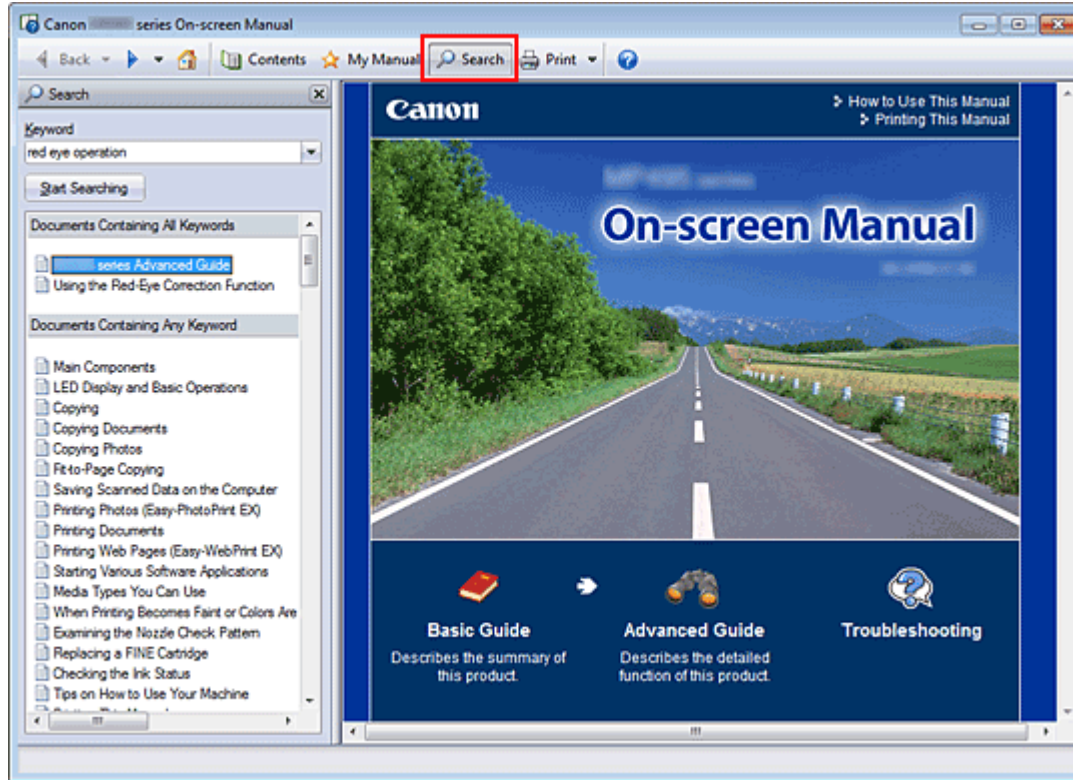 Canon series On-screen Manual
Back
Contents
My Manual
Search
Print
Search
Keyword
red eye operation
Start Searching
Documents Containing All Keywords
series Advanced Guide
Using the Red-Eye Correction Function
Documents Containing Any Keyword
Main Components
LED Display and Basic Operations
Copying
Copying Documents
Copying Photos
Fit-to-Page Copying
Saving Scanned Data on the Computer
Printing Photos (Easy-PhotoPrint EX)
Printing Documents
Printing Web Pages (Easy-WebPrint EX)
Starting Various Software Applications
Media Types You Can Use
When Printing Becomes Faint or Colors Are
Examining the Nozzle Check Pattern
Replacing a FINE Cartridge
Checking the Ink Status
Tips on How to Use Your Machine
Canon
How to Use This Manual
Printing This Manual
series
On-screen Manual
Basic Guide
Describes the summary of
this product.
Advanced Guide
Describes the detailed
function of this product.
Troubleshooting